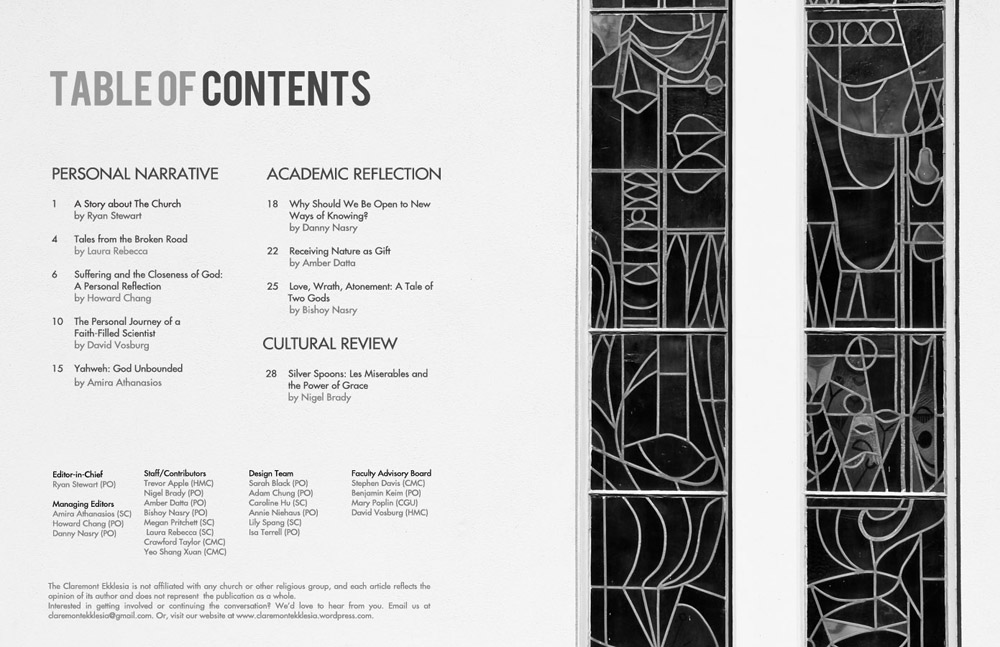 TABLE OF CONTENTS
PERSONAL NARRATIVE
1 A Story about The Church
by Ryan Stewart
4 Tales from the Broken Road
by Laura Rebecca
6 Suffering and the Closeness of God:
A Personal Reflection
by Howard Chang
10 The Personal Journey of a
Faith-Filled Scientist
by David Vosburg
15 Yahweh: God Unbounded
by Amira Athanasios
ACADEMIC REFLECTION
18 Why Should We Be Open to New
Ways of Knowing?
by Danny Nasry
22 Receiving Nature as Gift
by Amber Datta
25 Love, Wrath, Atonement: A Tale of
Two Gods
by Bishoy Nasry
CULTURAL REVIEW
28 Silver Spoons: Les Miserables and
the Power of Grace
by Nigel Brady
Editor-in-Chief
Ryan Stewart (PO)
Managing Editors
Amira Athanasios (SC)
Howard Chang (PO)
Danny Nasry (PO)
Staff/Contributors
Trevor Apple (HMC)
Nigel Brady (PO)
Amber Datta (PO)
Bishoy Nasry (PO)
Megan Pritchett (SC)
Laura Rebecca (SC)
Crawford Taylor (CMC)
Yeo Shang Xuan (CMC)
Design Team
Sarah Black (PO)
Adam Chung (PO)
Caroline Hu (SC)
Annie Niehaus (PO)
Lily Spang (SC)
Isa Terrell (PO)
Faculty Advisory Board
Stephen Davis (CMC)
Benjamin Keim (PO)
Mary Poplin (CGU)
David Vosburg (HMC)
The Claremont Ekklesia is not affiliated with any church or other religious group, and each article reflects the
opinion of its author and does not represent the publication as a whole.
Interested in getting involved or continuing the conversation? We'd love to hear from you. Email us at
claremontekklesia@gmail.com. Or, visit our website at www.claremontekklesia.wordpress.com.